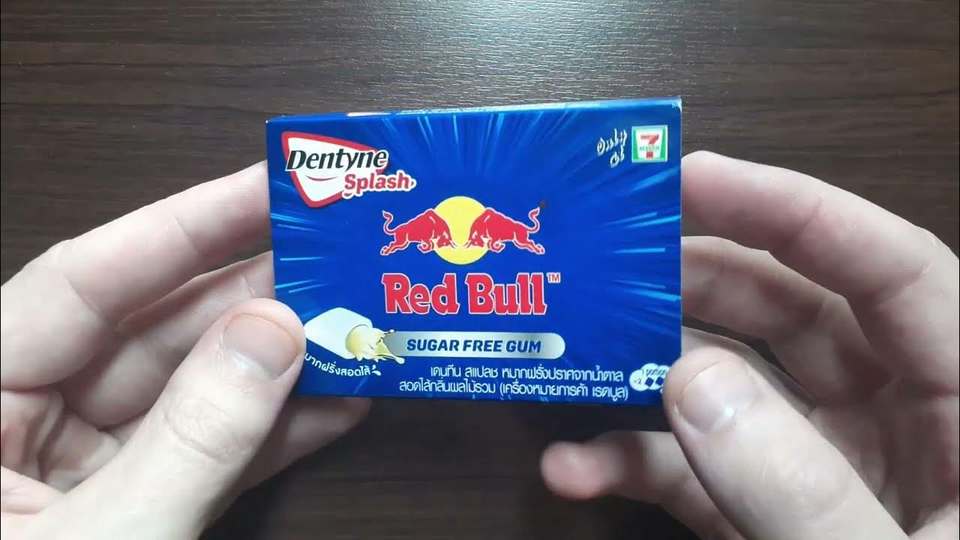 Dentyne
Splash
Only
at
7
ELEVEN
Red Bull™
SUGAR FREE GUM
หมากฝรั่งสอดไส้
เดนทีน สแปลช หมากฝรั่งปราศจากน้ำตาล
สอดไส้กลิ่นผลไม้รวม (เครื่องหมายการค้า เรดบูล)
1 portion